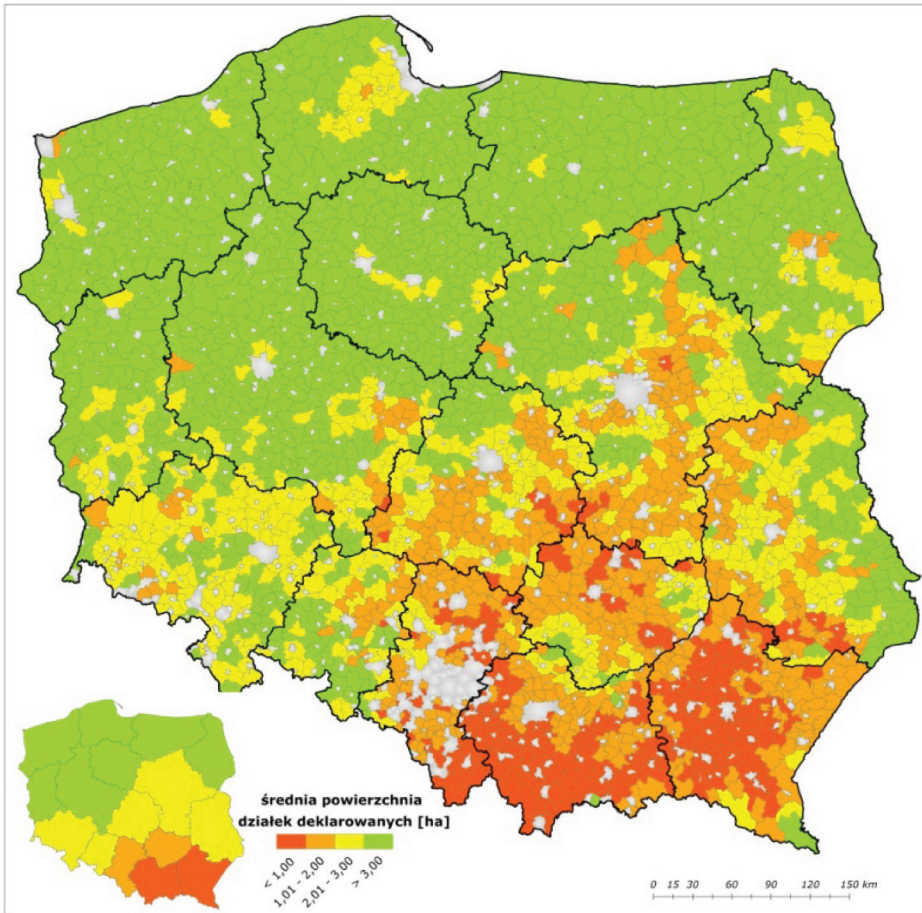 średnia powierzchnia
działek deklarowanych [ha]
< 1,00
1,01 - 2,00
2,01 - 3,00
> 3,00
0 15 30 60 90 120 150 km